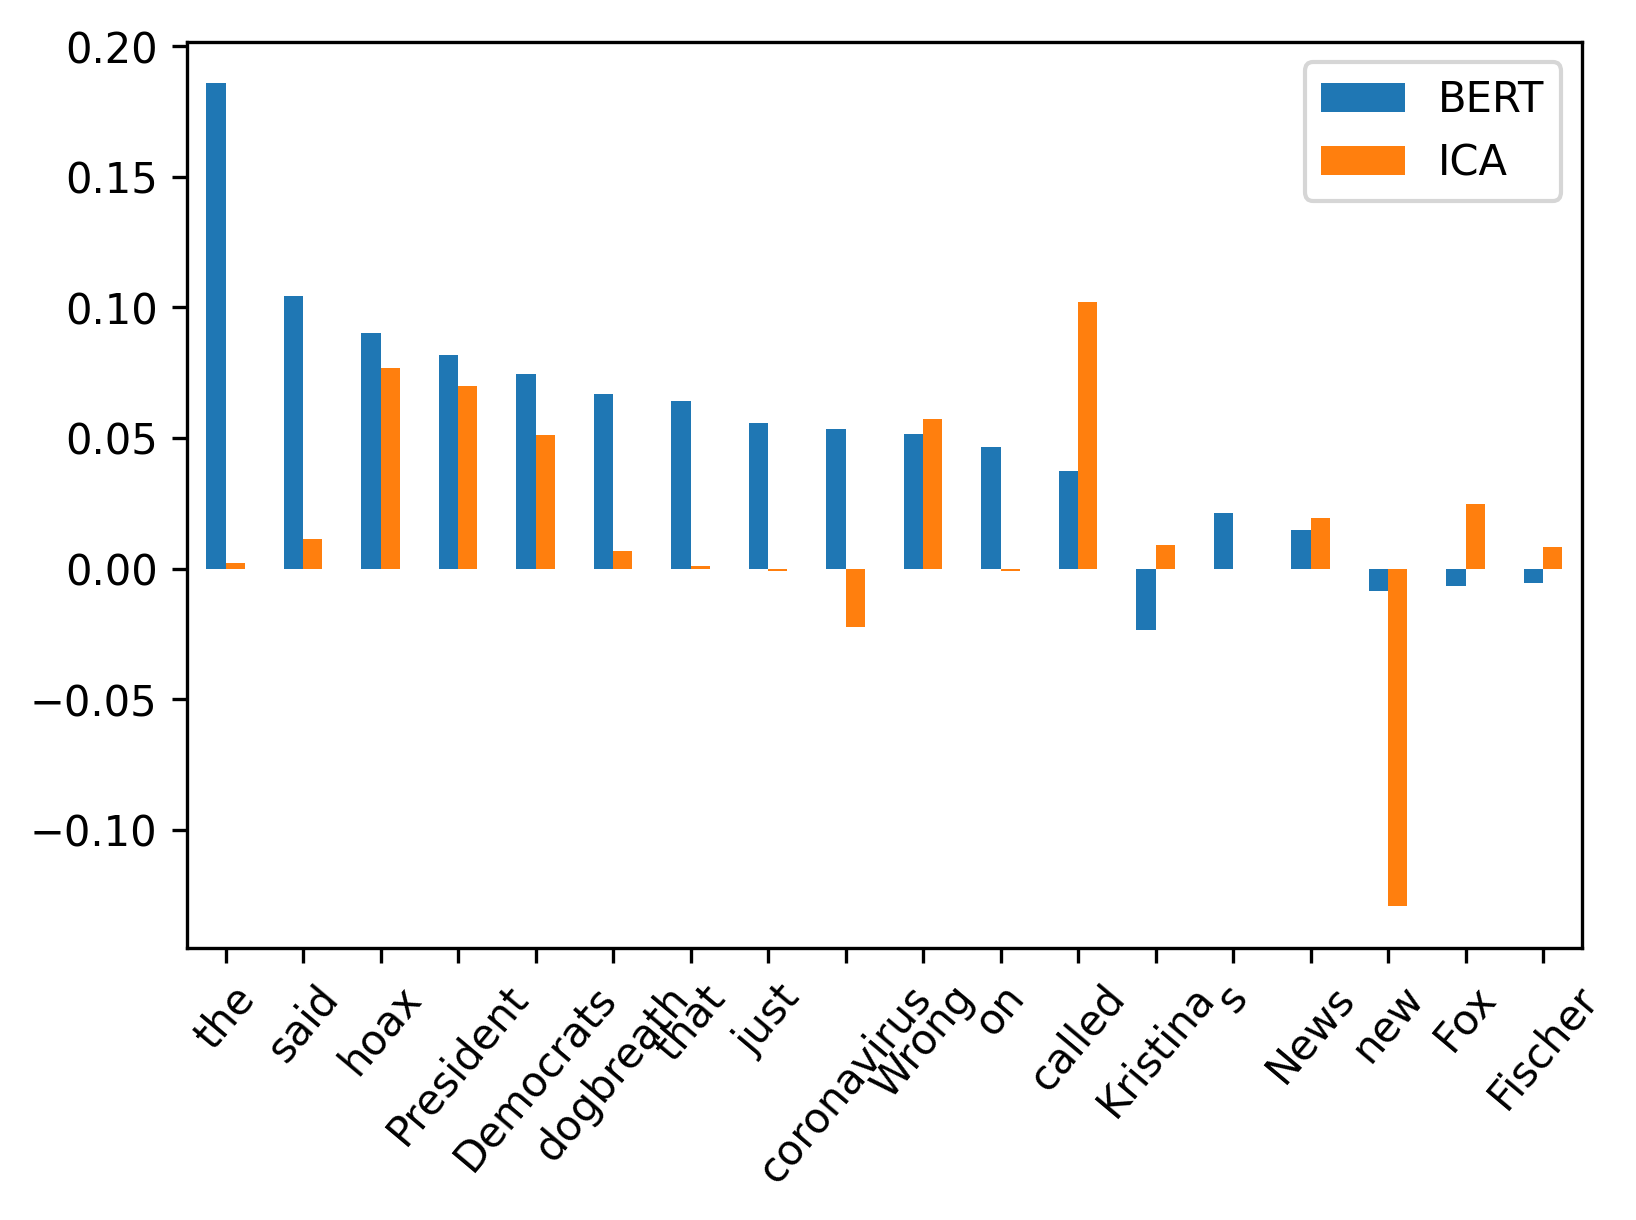 0.20
0.15
0.10
0.05
0.00
−0.05
−0.10
BERT
ICA
the
said
hoax
President
Democrats
dogbreath
that
just
coronavirus
Wrong
on
called
Kristina
s
News
new
Fox
Fischer